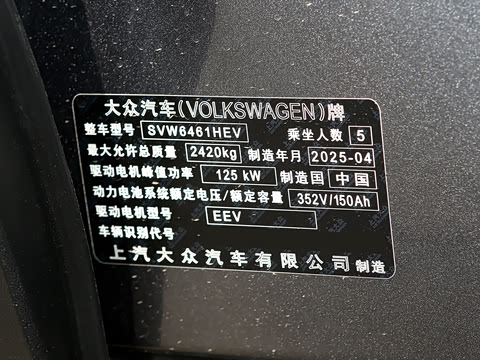 大众汽车(VOLKSWAGEN)牌
整车型号 SVW6461HEV 乘坐人数 5
最大允许总质量 2420kg 制造年月 2025-04
驱动电机峰值功率 125 kW 制造国 中国
动力电池系统额定电压/额定容量 352V/150Ah
驱动电机型号 EEV
车辆识别代号
上汽大众汽车有限公司制造